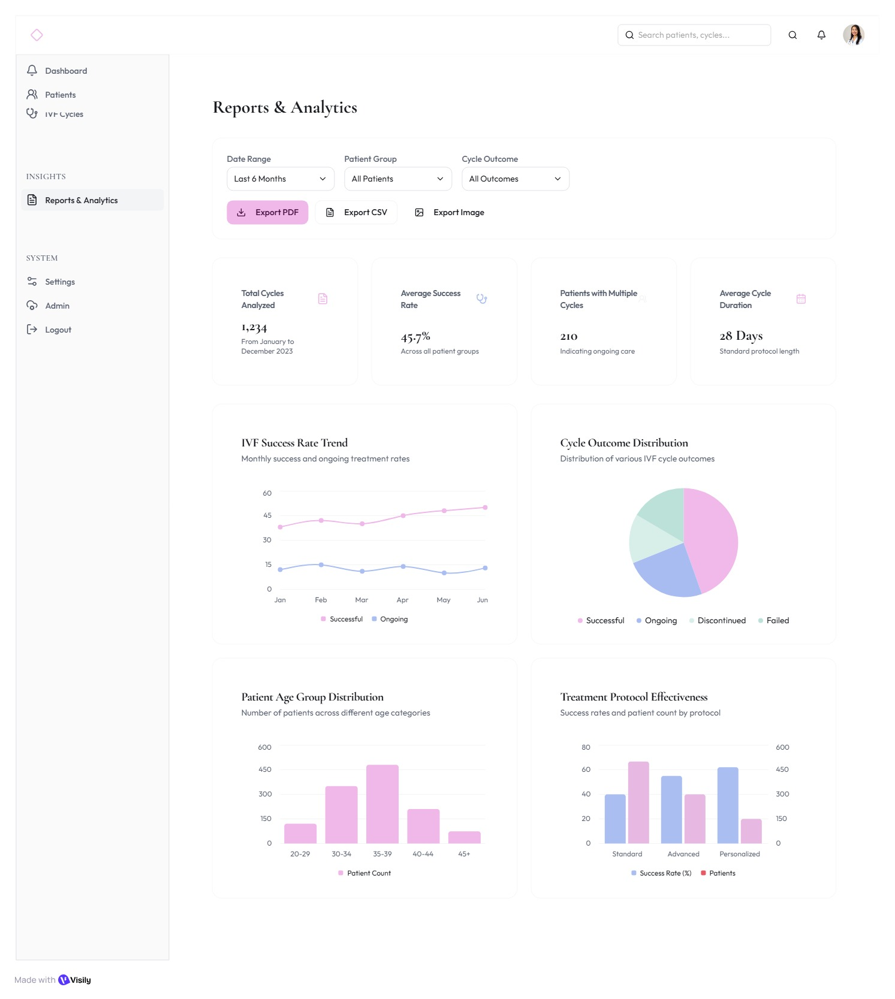 Search patients, cycles...
Dashboard
Patients
IVF Cycles
INSIGHTS
Reports & Analytics
SYSTEM
Settings
Admin
Logout
Reports & Analytics
Date Range
Patient Group
Cycle Outcome
Last 6 Months
All Patients
All Outcomes
Export PDF
Export CSV
Export Image
Total Cycles
Analyzed
1,234
From January to
December 2023
Average Success
Rate
45.7%
Across all patient groups
Patients with Multiple
Cycles
210
Indicating ongoing care
Average Cycle
Duration
28 Days
Standard protocol length
IVF Success Rate Trend
Monthly success and ongoing treatment rates
60
45
30
15
0
Jan Feb Mar Apr May Jun
Successful Ongoing
Cycle Outcome Distribution
Distribution of various IVF cycle outcomes
Successful Ongoing Discontinued Failed
Patient Age Group Distribution
Number of patients across different age categories
600
450
300
150
0
20-29 30-34 35-39 40-44 45+
Patient Count
Treatment Protocol Effectiveness
Success rates and patient count by protocol
80
60
40
20
0
600
450
300
150
0
Standard Advanced Personalized
Success Rate (%) Patients
Made with Visily